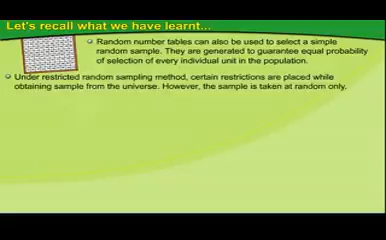 Let's recall what we have learnt...
Random number tables can also be used to select a simple
random sample. They are generated to guarantee equal probability
of selection of every individual unit in the population.
Under restricted random sampling method, certain restrictions are placed while
obtaining sample from the universe. However, the sample is taken at random only.